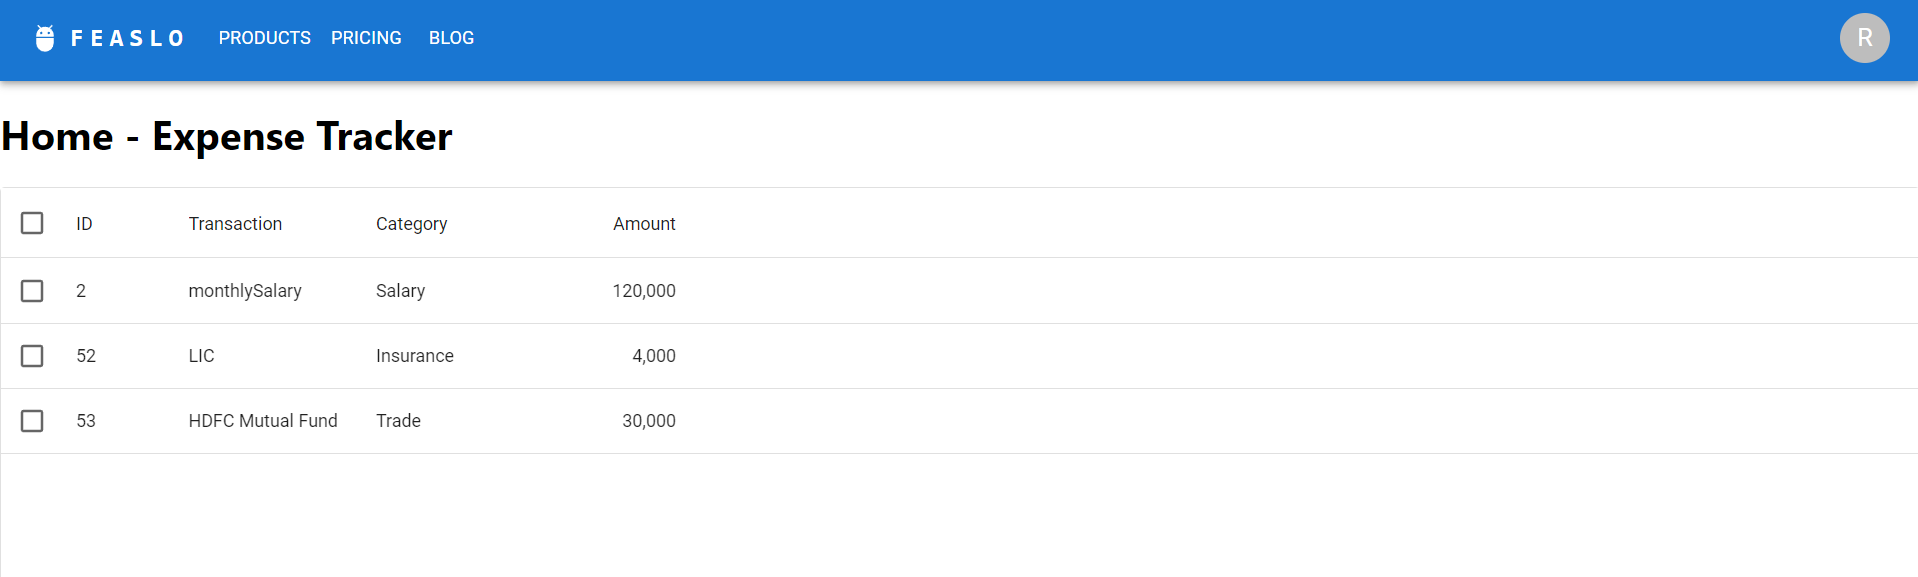 FEASLO PRODUCTS PRICING BLOG R
Home - Expense Tracker
ID Transaction Category Amount
2 monthlySalary Salary 120,000
52 LIC Insurance 4,000
53 HDFC Mutual Fund Trade 30,000